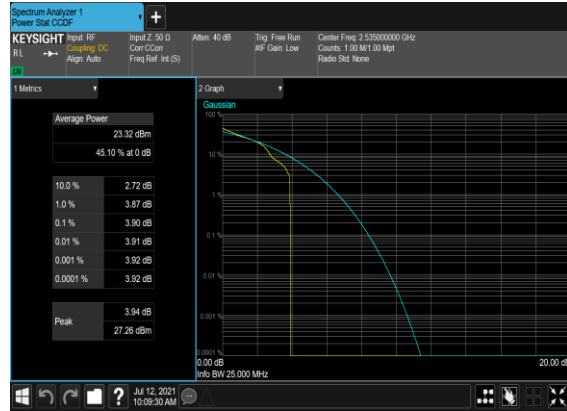 Spectrum Analyzer 1
Power Stat CCDF
+
KEYSIGHT
RL
Input: RF
Coupling: DC
Align: Auto
Input Z: 50 Ω
Corr CCorr
Freq Ref: Int (S)
Atten: 40 dB
Trig: Free Run
#IF Gain: Low
Center Freq: 2.535000000 GHz
Counts: 1.00 M/1.00 Mpt
Radio Std: None
1 Metrics
Average Power
23.32 dBm
45.10 % at 0 dB
10.0 % 2.72 dB
1.0 % 3.87 dB
0.1 % 3.90 dB
0.01 % 3.91 dB
0.001 % 3.92 dB
0.0001 % 3.92 dB
Peak
3.94 dB
27.26 dBm
2 Graph
Gaussian
100 %
10 %
1 %
0.1 %
0.01 %
0.001 %
0.0001 %
0.00 dB
20.00 dB
Info BW 25.000 MHz
?
Jul 12, 2021
10:09:30 AM